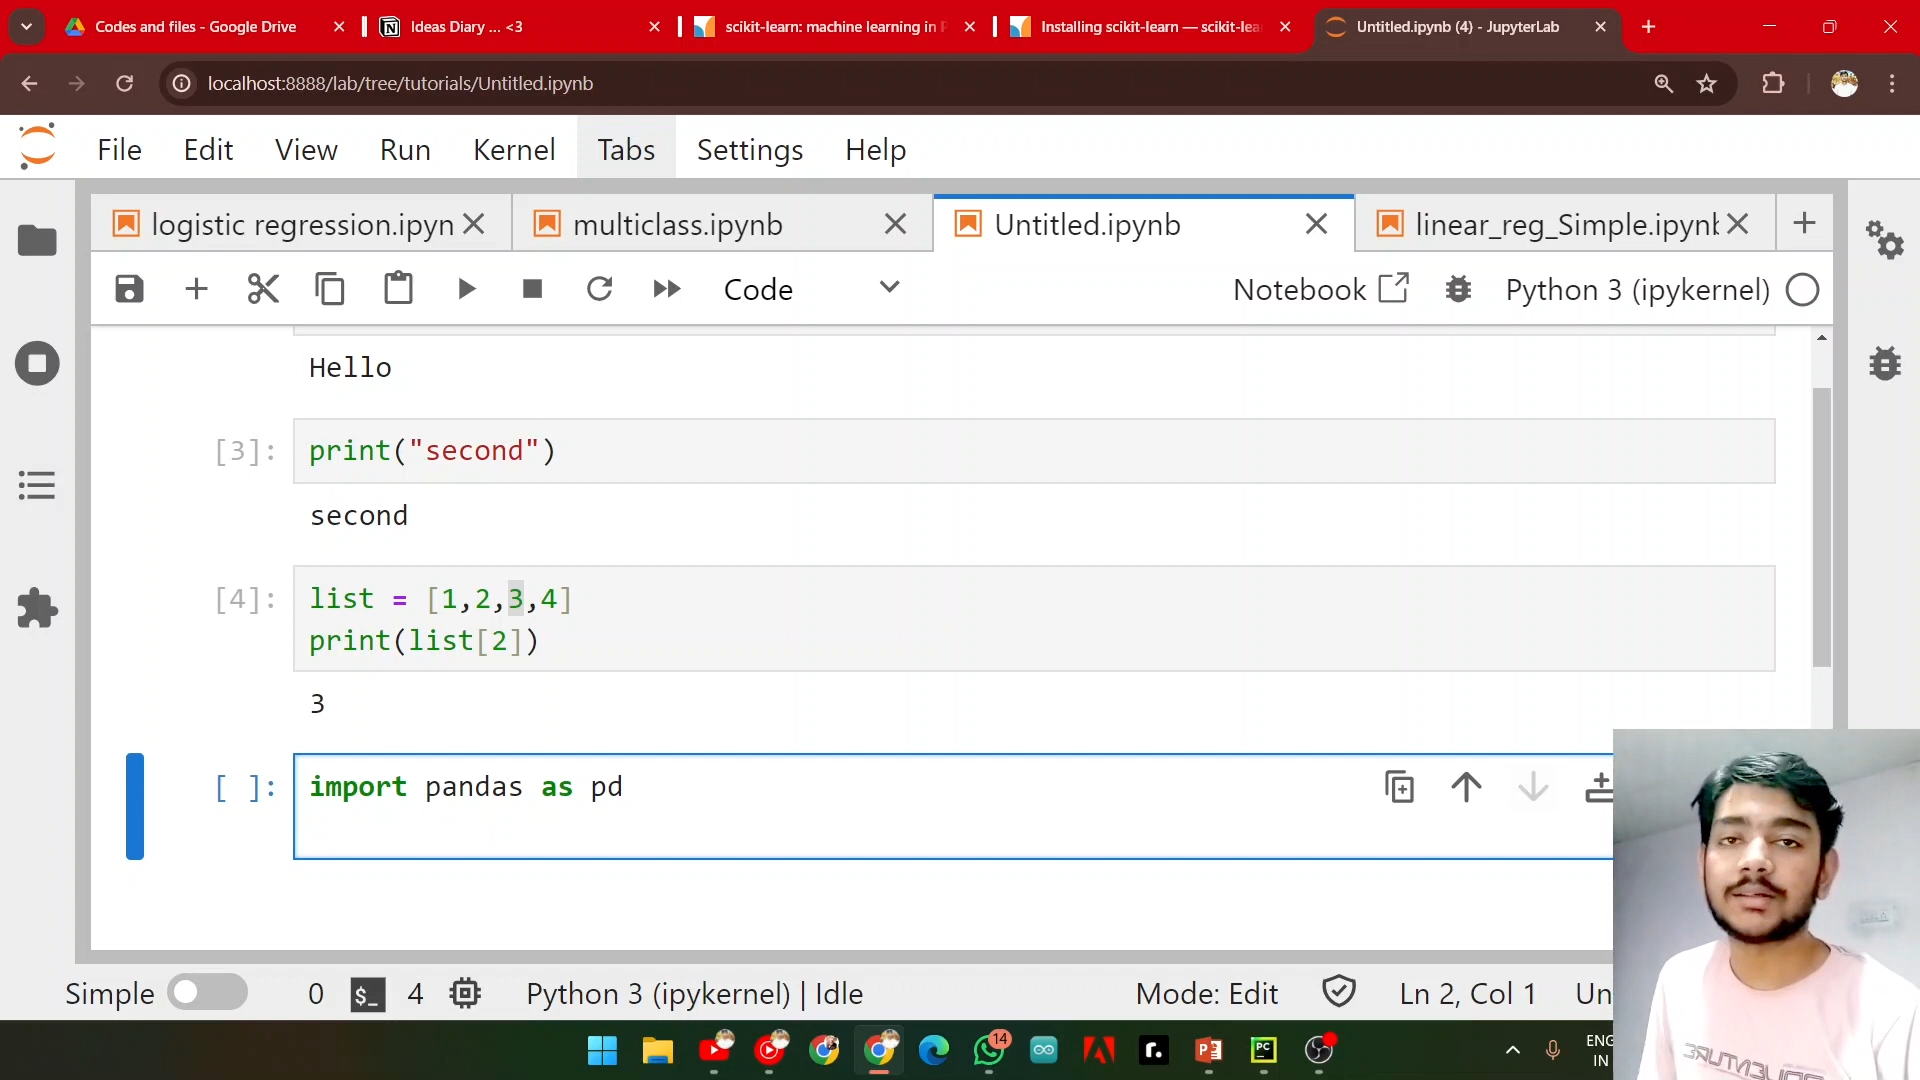 Codes and files - Google Drive
Ideas Diary ... <3
scikit-learn: machine learning in P
Installing scikit-learn — scikit-lea
Untitled.ipynb (4) - JupyterLab
localhost:8888/lab/tree/tutorials/Untitled.ipynb
File Edit View Run Kernel Tabs Settings Help
logistic regression.ipyn
multiclass.ipynb
Untitled.ipynb
linear_reg_Simple.ipynb
Code
Notebook
Python 3 (ipykernel)
Hello
[3]: print("second")
second
[4]: list = [1,2,3,4]
print(list[2])
3
[ ]: import pandas as pd
Simple 0 $_ 4 Python 3 (ipykernel) | Idle Mode: Edit Ln 2, Col 1 Un
14
PC
ENG
IN